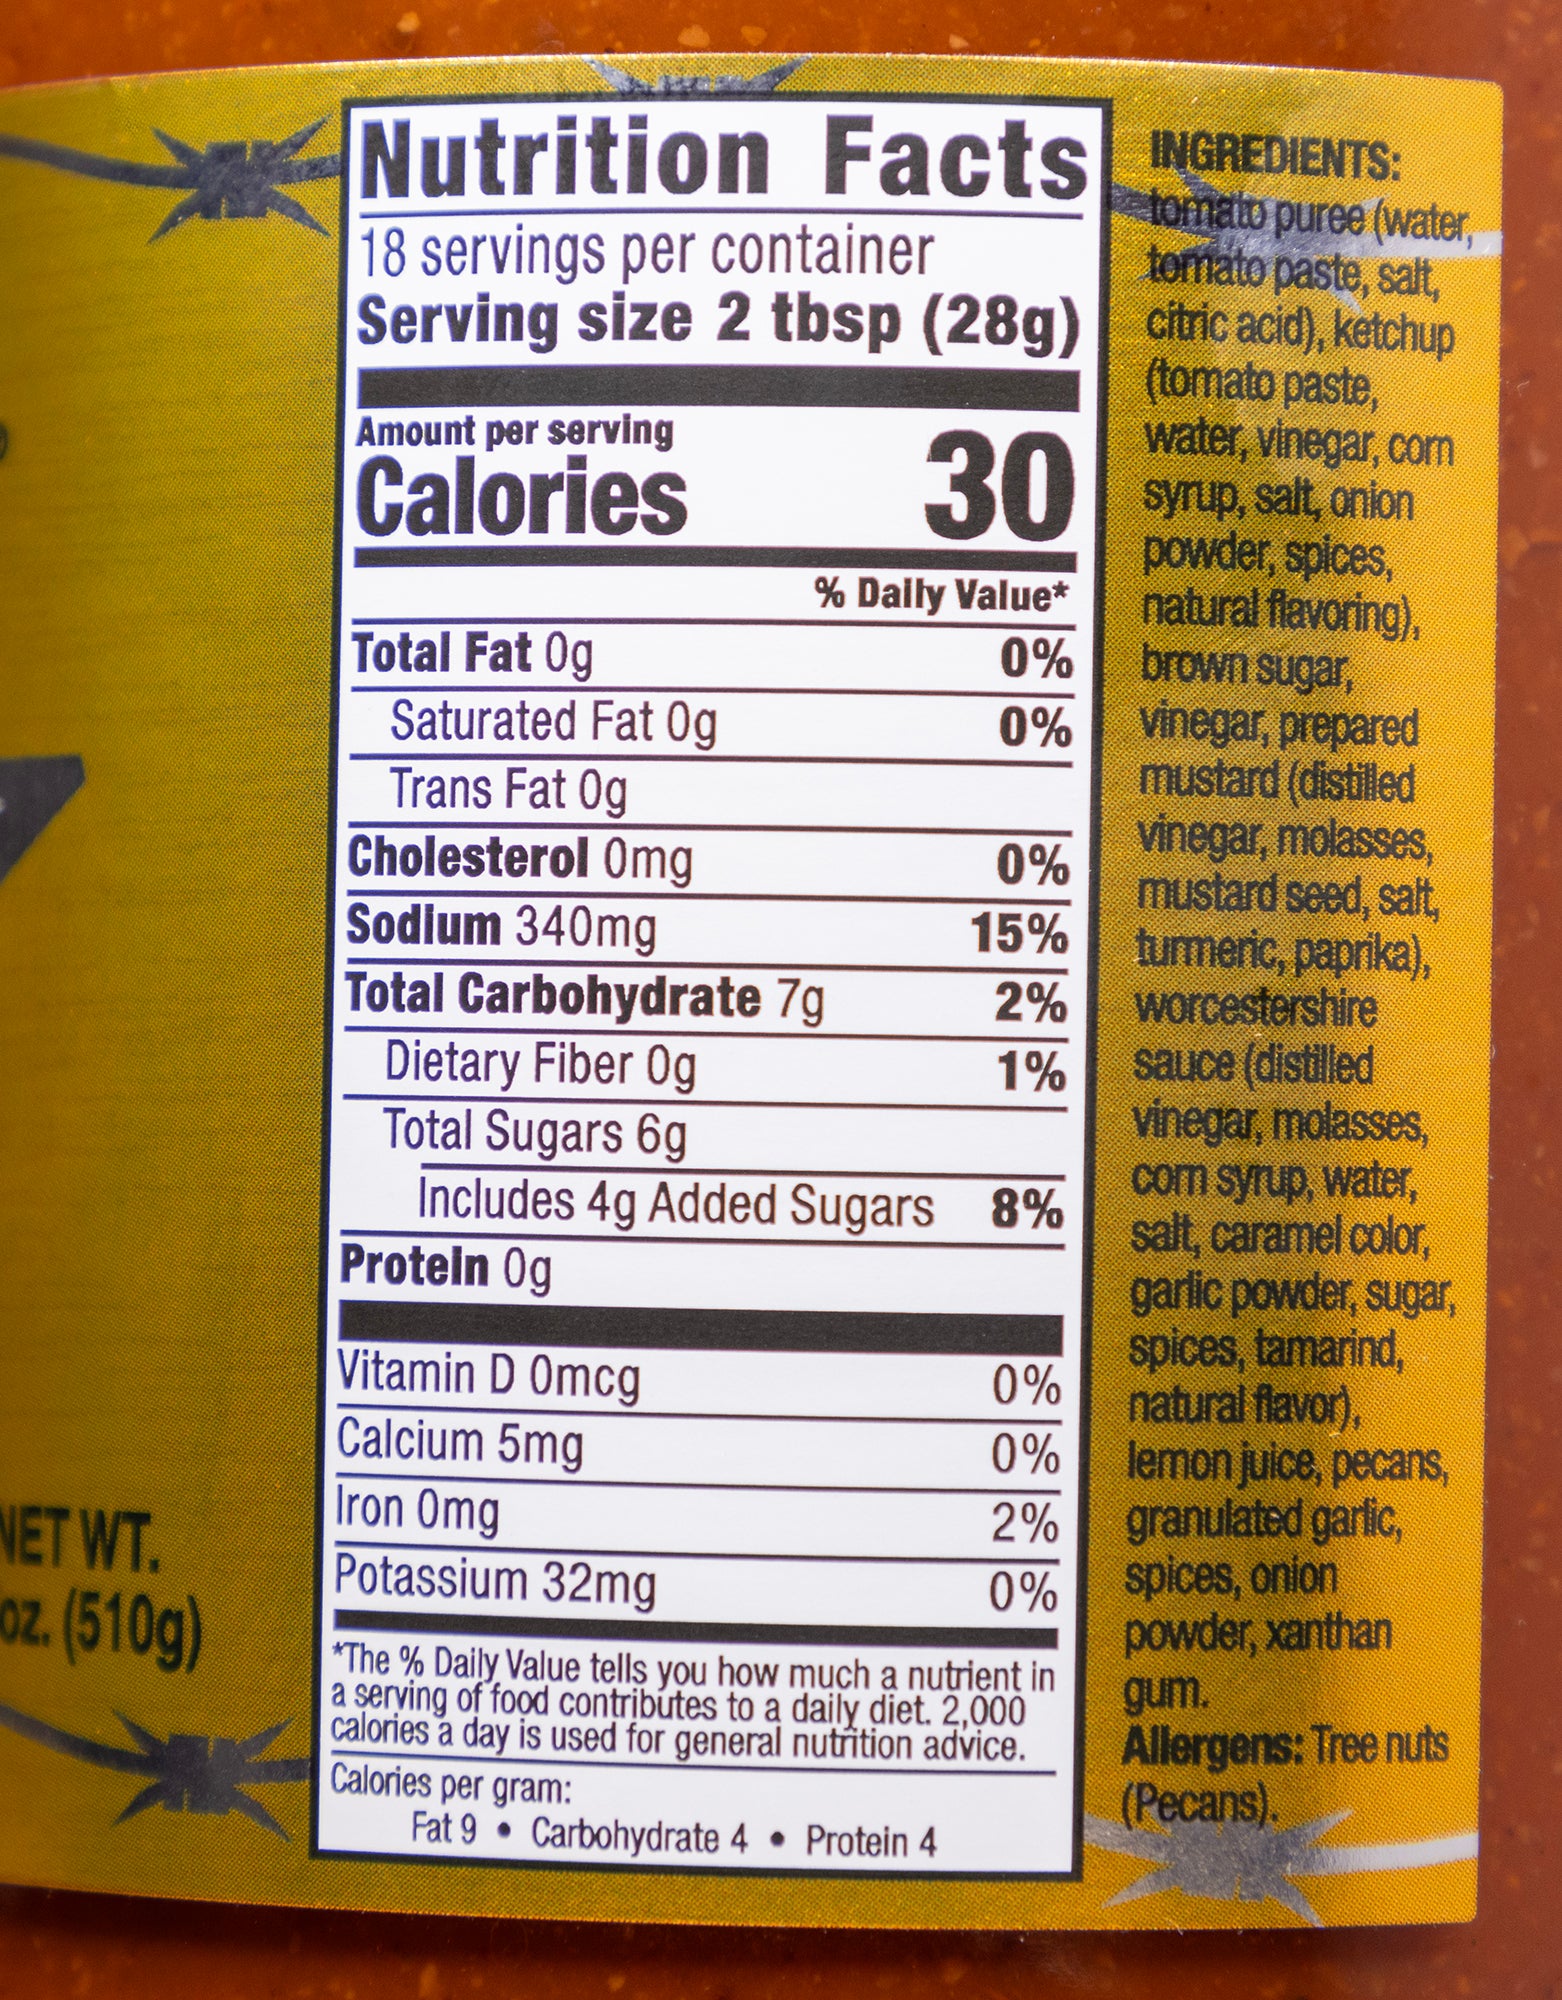 NET WT.
oz. (510g)
Nutrition Facts
18 servings per container
Serving size 2 tbsp (28g)
Amount per serving
Calories 30
% Daily Value*
Total Fat 0g 0%
Saturated Fat 0g 0%
Trans Fat 0g
Cholesterol 0mg 0%
Sodium 340mg 15%
Total Carbohydrate 7g 2%
Dietary Fiber 0g 1%
Total Sugars 6g
Includes 4g Added Sugars 8%
Protein 0g
Vitamin D 0mcg 0%
Calcium 5mg 0%
Iron 0mg 2%
Potassium 32mg 0%
*The % Daily Value tells you how much a nutrient in
a serving of food contributes to a daily diet. 2,000
calories a day is used for general nutrition advice.
Calories per gram:
Fat 9 • Carbohydrate 4 • Protein 4
INGREDIENTS:
tomato puree (water,
tomato paste, salt,
citric acid), ketchup
(tomato paste,
water, vinegar, corn
syrup, salt, onion
powder, spices,
natural flavoring),
brown sugar,
vinegar, prepared
mustard (distilled
vinegar, molasses,
mustard seed, salt,
turmeric, paprika),
worcestershire
sauce (distilled
vinegar, molasses,
corn syrup, water,
salt, caramel color,
garlic powder, sugar,
spices, tamarind,
natural flavor),
lemon juice, pecans,
granulated garlic,
spices, onion
powder, xanthan
gum.
Allergens: Tree nuts
(Pecans).